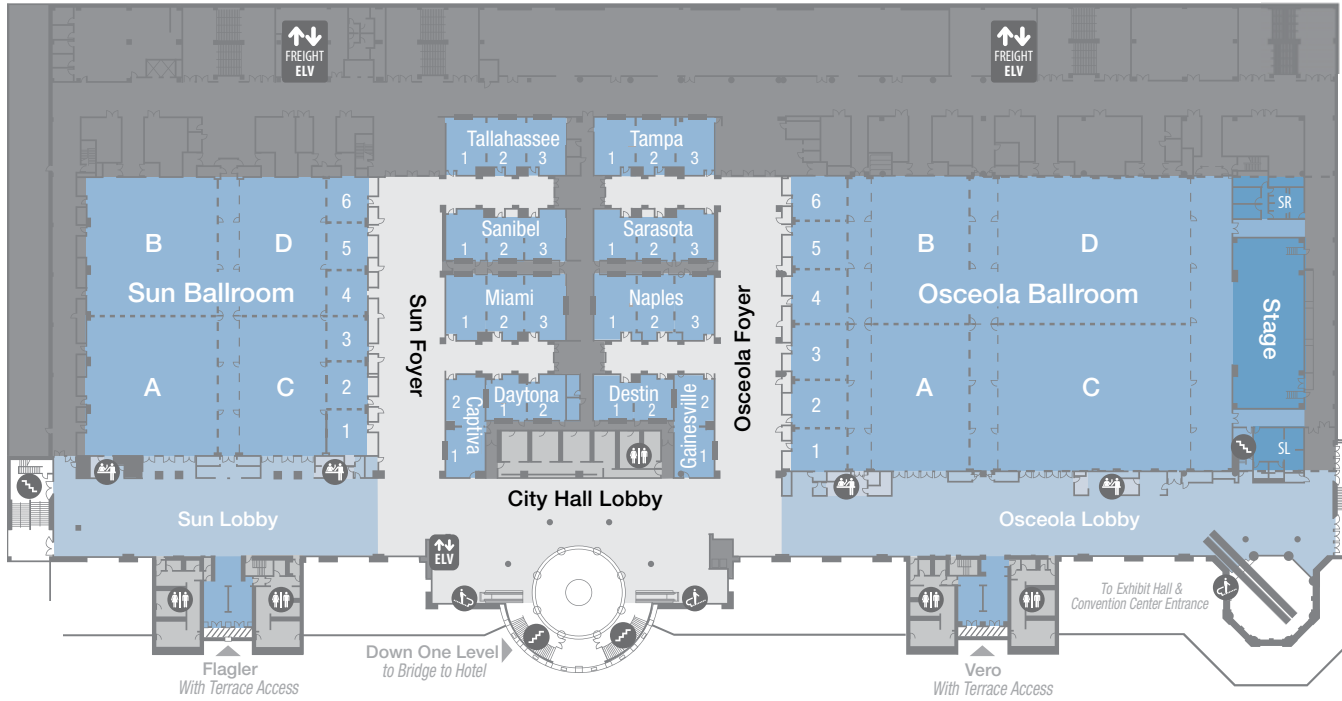 FREIGHT
ELV
FREIGHT
ELV
Tallahassee
1 2 3
Tampa
1 2 3
B
D
6
5
4
3
2
1
Sun Ballroom
A
C
Sun Foyer
Sanibel
1 2 3
Sarasota
1 2 3
Miami
1 2 3
Naples
1 2 3
Daytona
1 2
Destin
1 2
2
Captiva
1
2
Gainesville
1
Osceola Foyer
6
5
4
3
2
1
B
D
Osceola Ballroom
A
C
SR
Stage
SL
City Hall Lobby
Sun Lobby
Osceola Lobby
ELV
To Exhibit Hall &
Convention Center Entrance
Down One Level
to Bridge to Hotel
Flagler
With Terrace Access
Vero
With Terrace Access